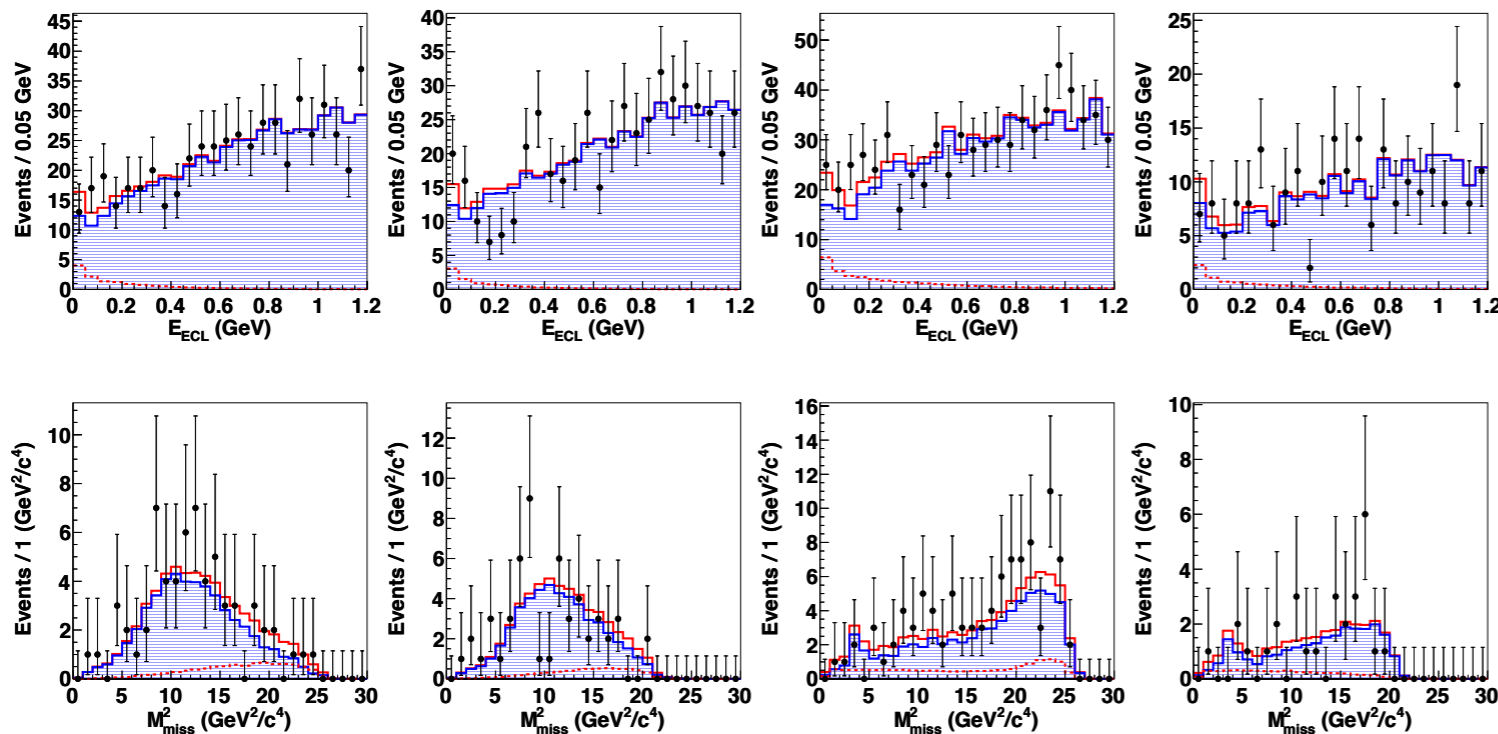 Events / 0.05 GeV
45
40
35
30
25
20
15
10
5
0
0 0.2 0.4 0.6 0.8 1 1.2
E_ECL (GeV)
Events / 0.05 GeV
40
35
30
25
20
15
10
5
0
0 0.2 0.4 0.6 0.8 1 1.2
E_ECL (GeV)
Events / 0.05 GeV
50
40
30
20
10
0
0 0.2 0.4 0.6 0.8 1 1.2
E_ECL (GeV)
Events / 0.05 GeV
25
20
15
10
5
0
0 0.2 0.4 0.6 0.8 1 1.2
E_ECL (GeV)
Events / 1 (GeV²/c⁴)
10
8
6
4
2
0
0 5 10 15 20 25 30
M²_miss (GeV²/c⁴)
Events / 1 (GeV²/c⁴)
12
10
8
6
4
2
0
0 5 10 15 20 25 30
M²_miss (GeV²/c⁴)
Events / 1 (GeV²/c⁴)
16
14
12
10
8
6
4
2
0
0 5 10 15 20 25 30
M²_miss (GeV²/c⁴)
Events / 1 (GeV²/c⁴)
10
8
6
4
2
0
0 5 10 15 20 25 30
M²_miss (GeV²/c⁴)